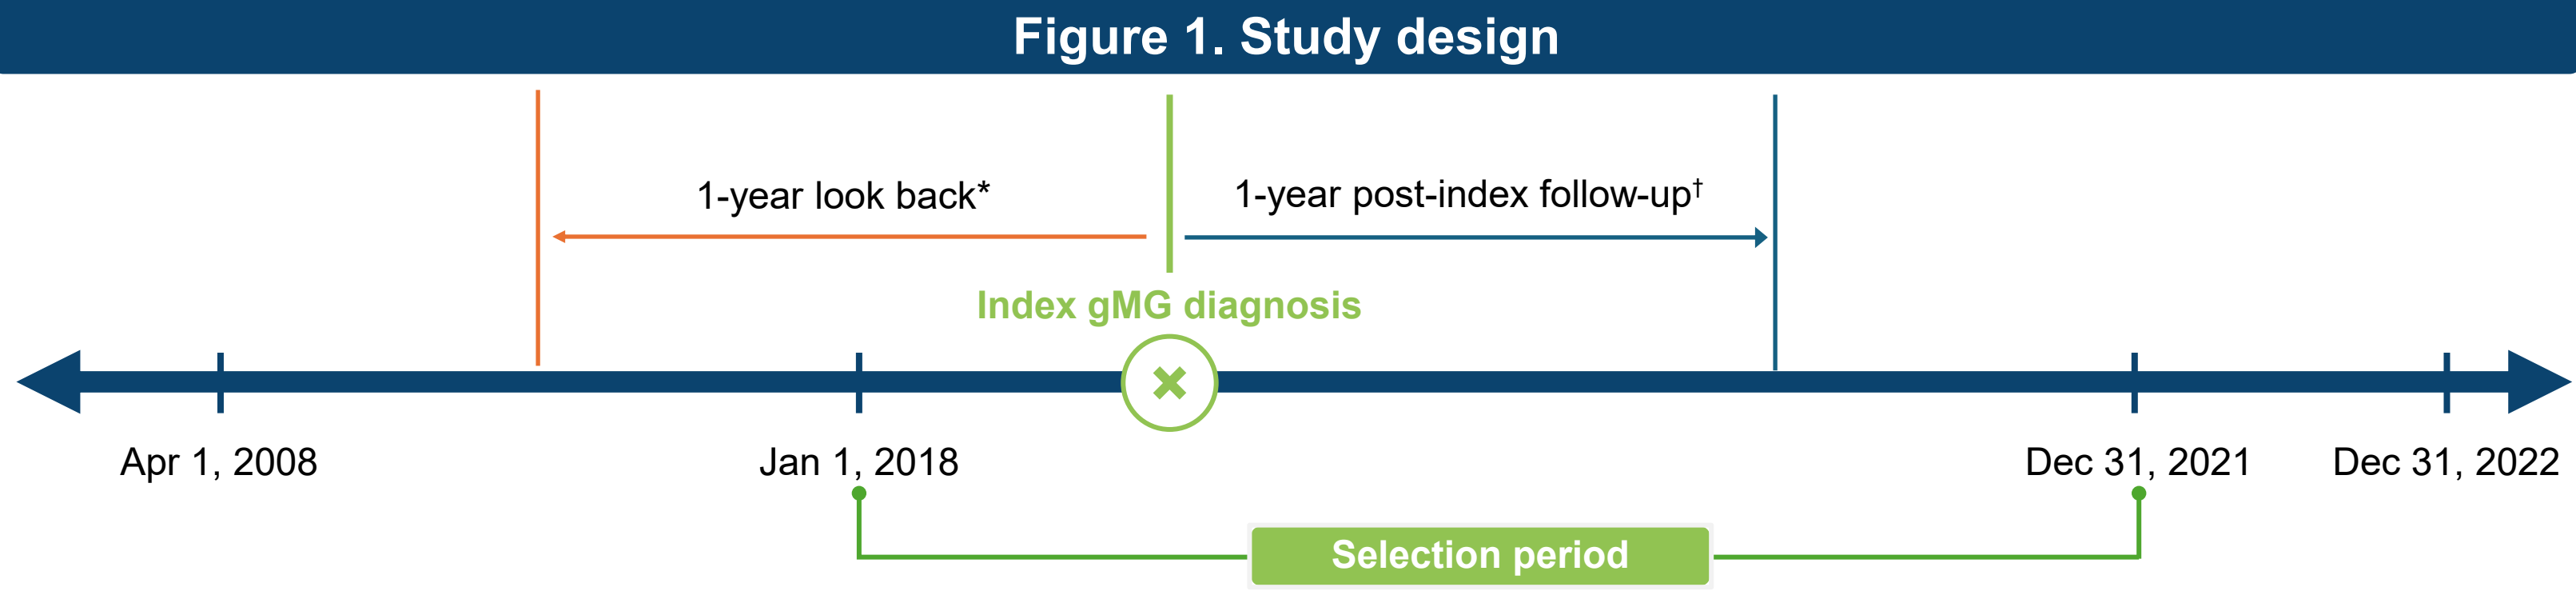 Figure 1. Study design
1-year look back*
1-year post-index follow-up†
Index gMG diagnosis
Apr 1, 2008
Jan 1, 2018
Dec 31, 2021
Dec 31, 2022
Selection period